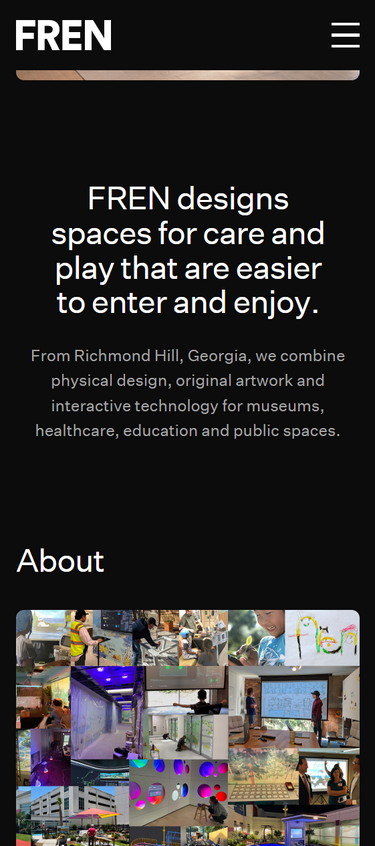 FREN
FREN designs
spaces for care and
play that are easier
to enter and enjoy.
From Richmond Hill, Georgia, we combine
physical design, original artwork and
interactive technology for museums,
healthcare, education and public spaces.
About
Fren